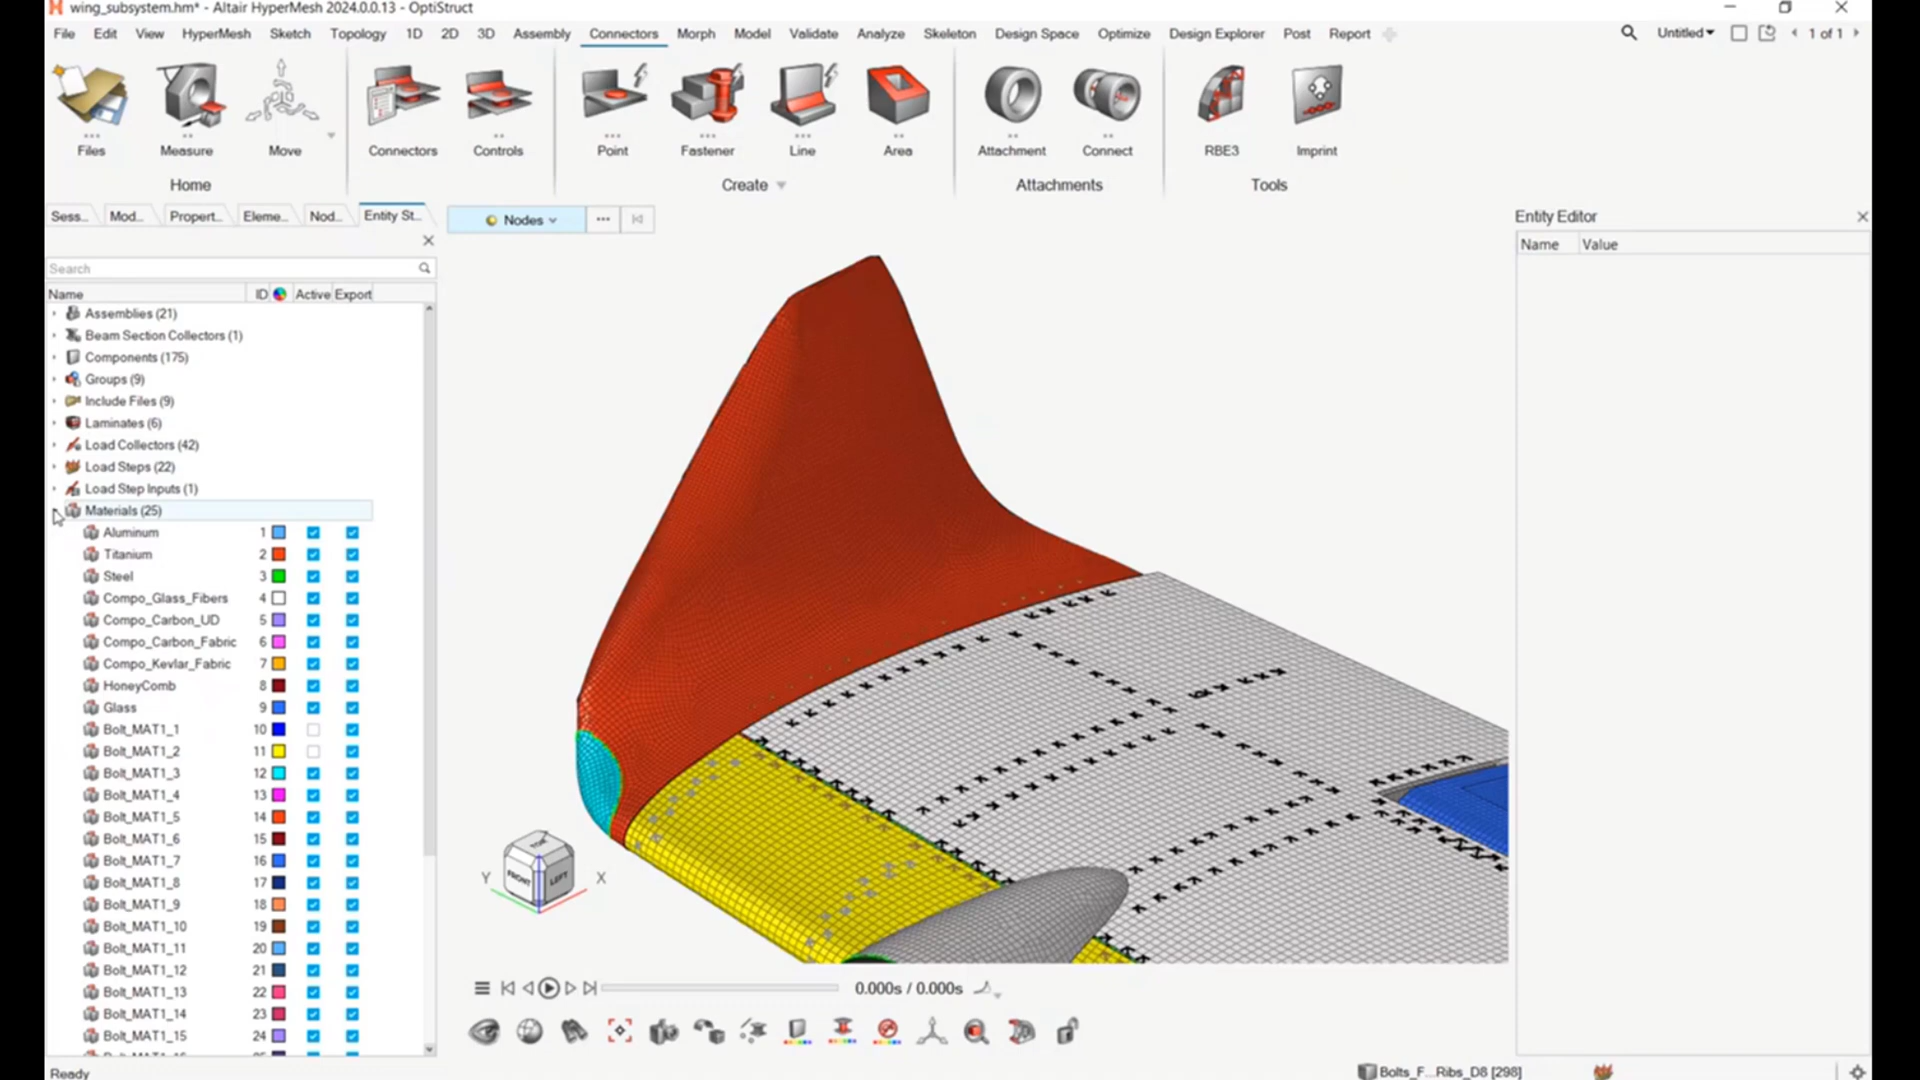 wing_subsystem.hm* - Altair HyperMesh 2024.0.0.13 - OptiStruct
File Edit View HyperMesh Sketch Topology 1D 2D 3D Assembly Connectors Morph Model Validate Analyze Skeleton Design Space Optimize Design Explorer Post Report Untitled 1 of 1
Files Measure Move Connectors Controls Point Fastener Line Area Attachment Connect RBE3 Imprint
Home Create Attachments Tools
Sess... Mod... Propert... Eleme... Nod... Entity St...
Nodes
Entity Editor
Name Value
Search
Name ID Active Export
Assemblies (21)
Beam Section Collectors (1)
Components (175)
Groups (9)
Include Files (9)
Laminates (6)
Load Collectors (42)
Load Steps (22)
Load Step Inputs (1)
Materials (25)
Aluminum 1
Titanium 2
Steel 3
Compo_Glass_Fibers 4
Compo_Carbon_UD 5
Compo_Carbon_Fabric 6
Compo_Kevlar_Fabric 7
HoneyComb 8
Glass 9
Bolt_MAT1_1 10
Bolt_MAT1_2 11
Bolt_MAT1_3 12
Bolt_MAT1_4 13
Bolt_MAT1_5 14
Bolt_MAT1_6 15
Bolt_MAT1_7 16
Bolt_MAT1_8 17
Bolt_MAT1_9 18
Bolt_MAT1_10 19
Bolt_MAT1_11 20
Bolt_MAT1_12 21
Bolt_MAT1_13 22
Bolt_MAT1_14 23
Bolt_MAT1_15 24
TOP
FRONT LEFT
Y X
0.000s / 0.000s
Ready
Bolts_F...Ribs_D8 [298]